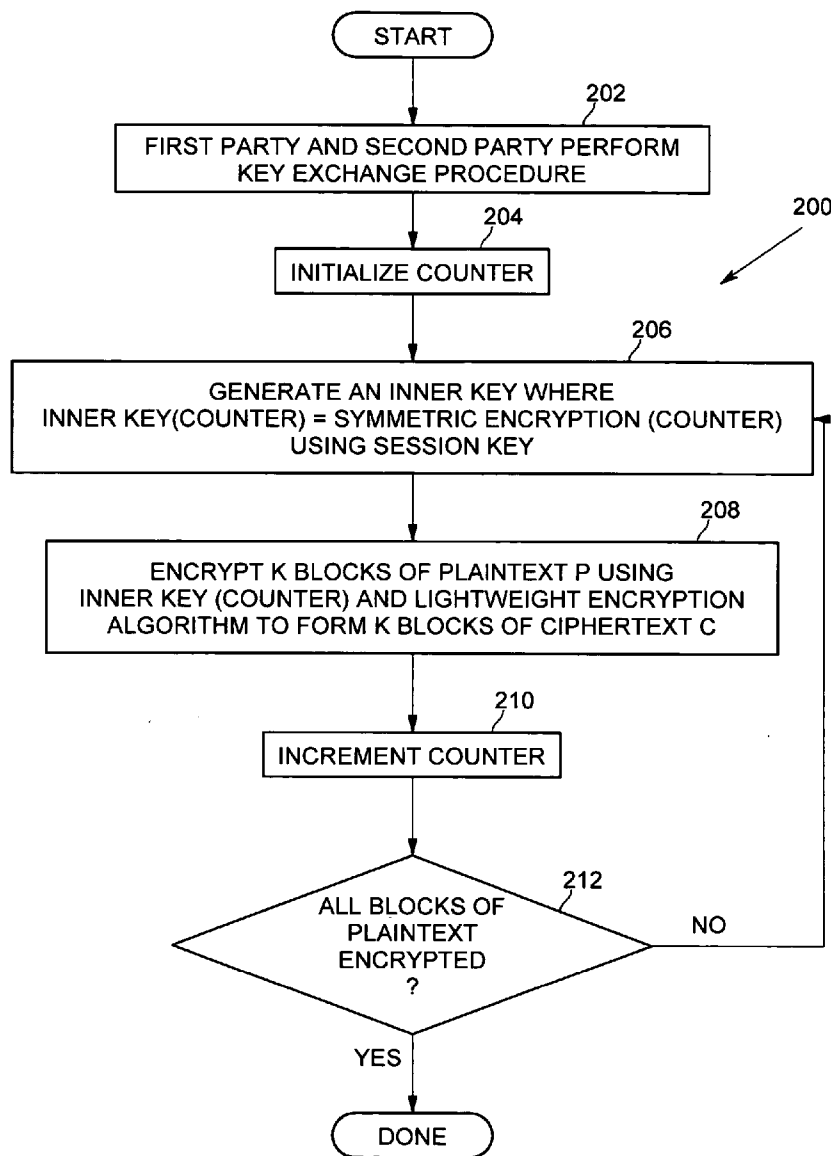 START
202
FIRST PARTY AND SECOND PARTY PERFORM
KEY EXCHANGE PROCEDURE
200
204
INITIALIZE COUNTER
206
GENERATE AN INNER KEY WHERE
INNER KEY(COUNTER) = SYMMETRIC ENCRYPTION (COUNTER)
USING SESSION KEY
208
ENCRYPT K BLOCKS OF PLAINTEXT P USING
INNER KEY (COUNTER) AND LIGHTWEIGHT ENCRYPTION
ALGORITHM TO FORM K BLOCKS OF CIPHERTEXT C
210
INCREMENT COUNTER
212
ALL BLOCKS OF
PLAINTEXT
ENCRYPTED
?
NO
YES
DONE